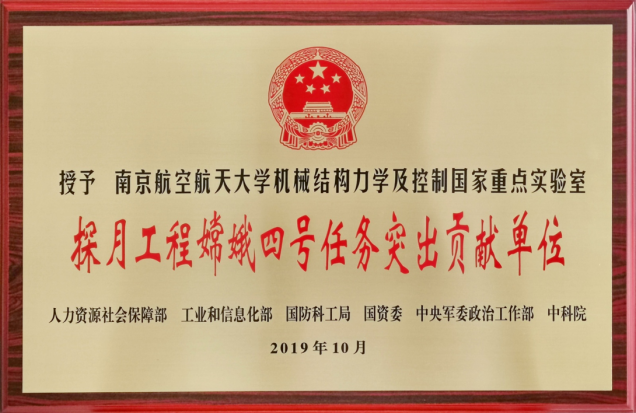 授予 南京航空航天大学机械结构力学及控制国家重点实验室
探月工程嫦娥四号任务突出贡献单位
人力资源社会保障部 工业和信息化部 国防科工局 国资委 中央军委政治工作部 中科院
2019年10月